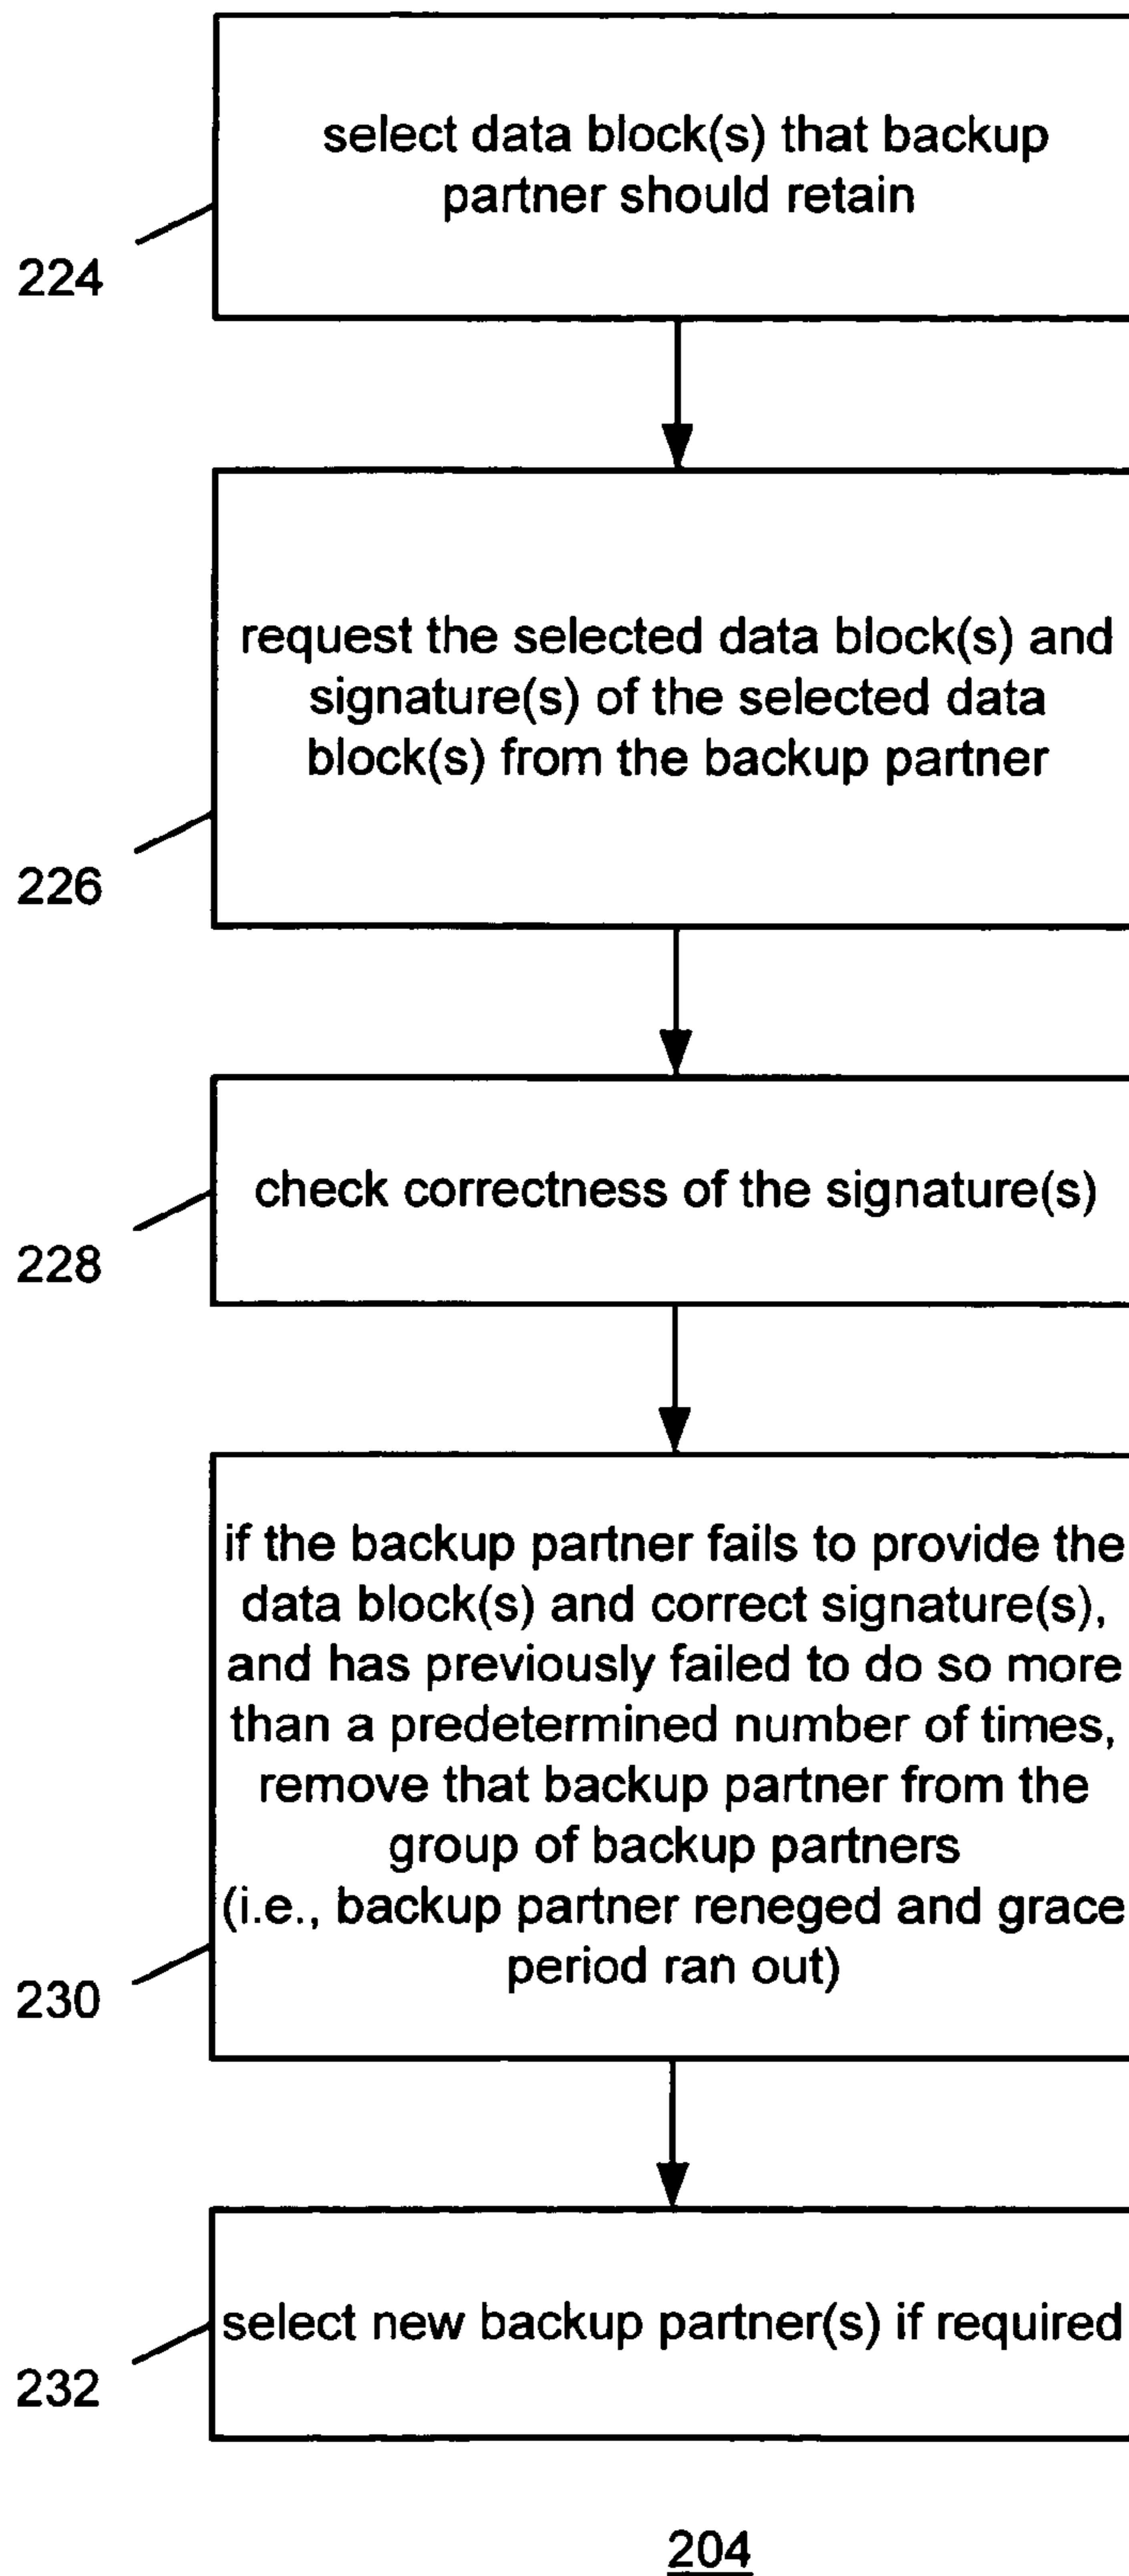 select data block(s) that backup
partner should retain
224
request the selected data block(s) and
signature(s) of the selected data
block(s) from the backup partner
226
check correctness of the signature(s)
228
if the backup partner fails to provide the
data block(s) and correct signature(s),
and has previously failed to do so more
than a predetermined number of times,
remove that backup partner from the
group of backup partners
(i.e., backup partner reneged and grace
period ran out)
230
select new backup partner(s) if required
232
204